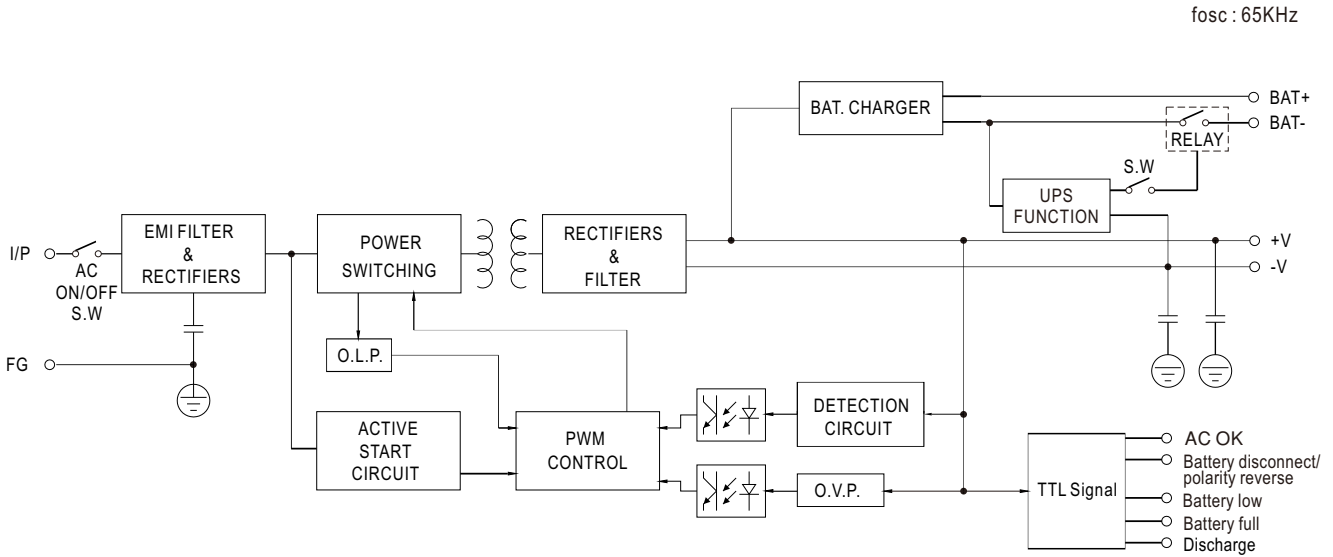 fosc : 65KHz
BAT. CHARGER
BAT+
BAT-
RELAY
S.W
UPS
FUNCTION
I/P
AC
ON/OFF
S.W
EMI FILTER
&
RECTIFIERS
POWER
SWITCHING
RECTIFIERS
&
FILTER
+V
-V
FG
O.L.P.
ACTIVE
START
CIRCUIT
PWM
CONTROL
DETECTION
CIRCUIT
O.V.P.
TTL Signal
AC OK
Battery disconnect/
polarity reverse
Battery low
Battery full
Discharge